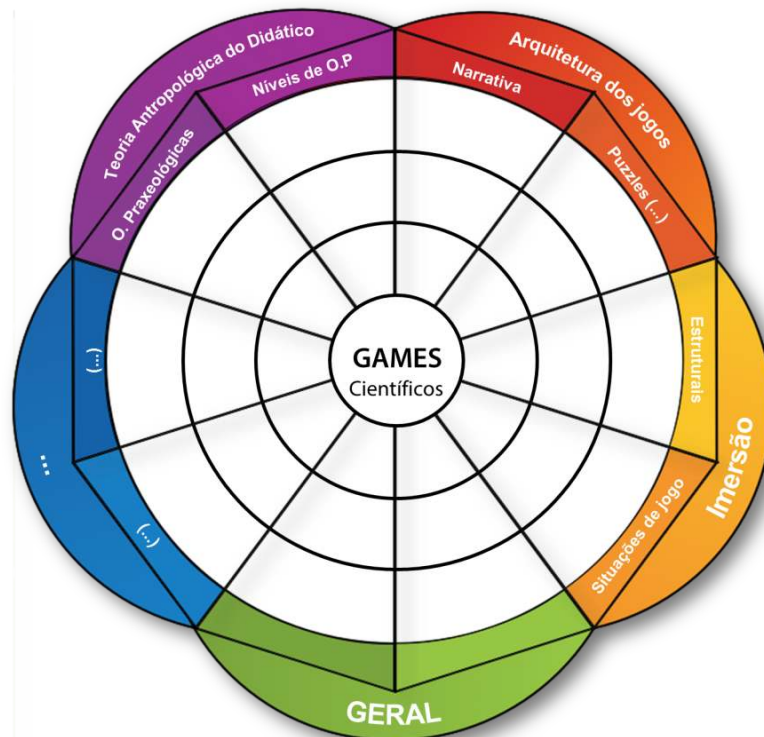 Teoria Antropológica do Didático
Níveis de O.P
O. Praxeológicas
Arquitetura dos jogos
Narrativa
Puzzles (...)
Estruturais
Imersão
Situações de jogo
GERAL
(...)
(...)
...
GAMES
Científicos